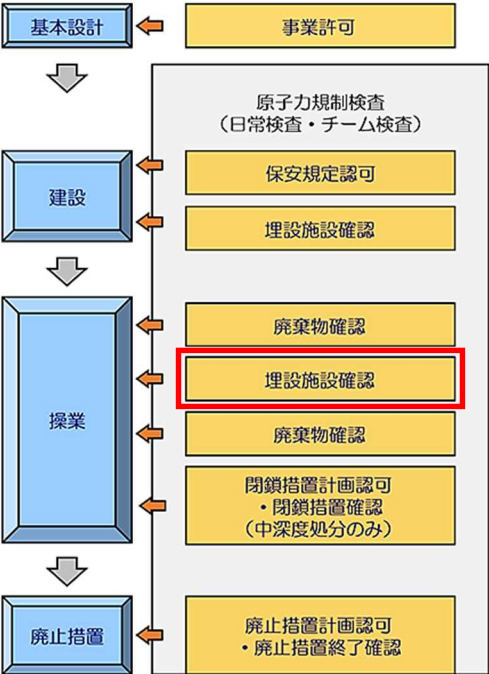 基本設計
事業許可
原子力規制検査
（日常検査・チーム検査）
建設
保安規定認可
埋設施設確認
操業
廃棄物確認
埋設施設確認
廃棄物確認
閉鎖措置計画認可
・閉鎖措置確認
（中深度処分のみ）
廃止措置
廃止措置計画認可
・廃止措置終了確認